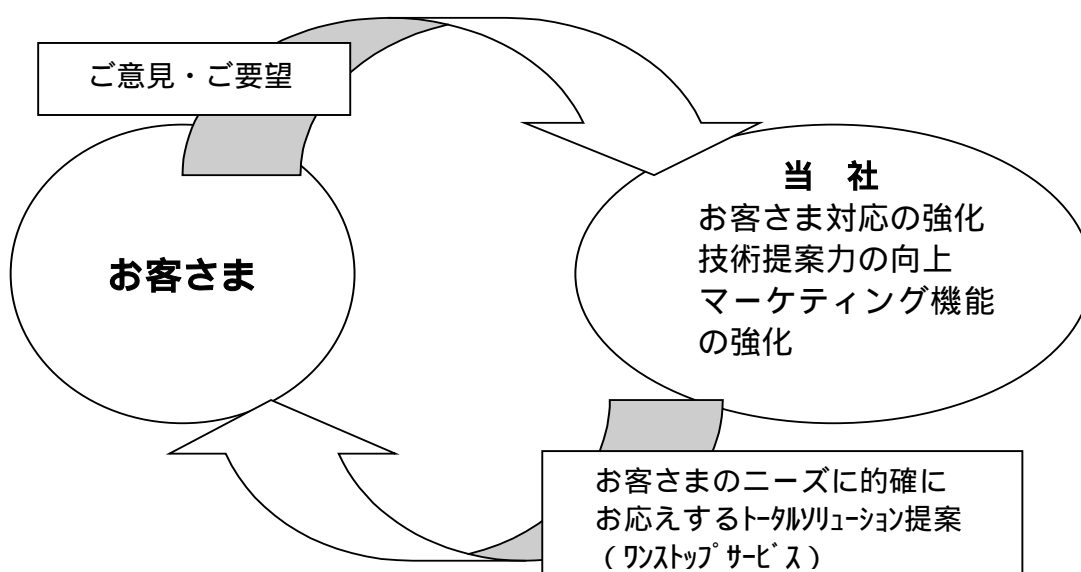 ご意見・ご要望
お客さま
当 社
お客さま対応の強化
技術提案力の向上
マーケティング機能
の強化
お客さまのニーズに的確に
お応えするﾄｰﾀﾙｿﾘｭｰｼｮﾝ提案
（ﾜﾝｽﾄｯﾌﾟｻｰﾋﾞｽ）